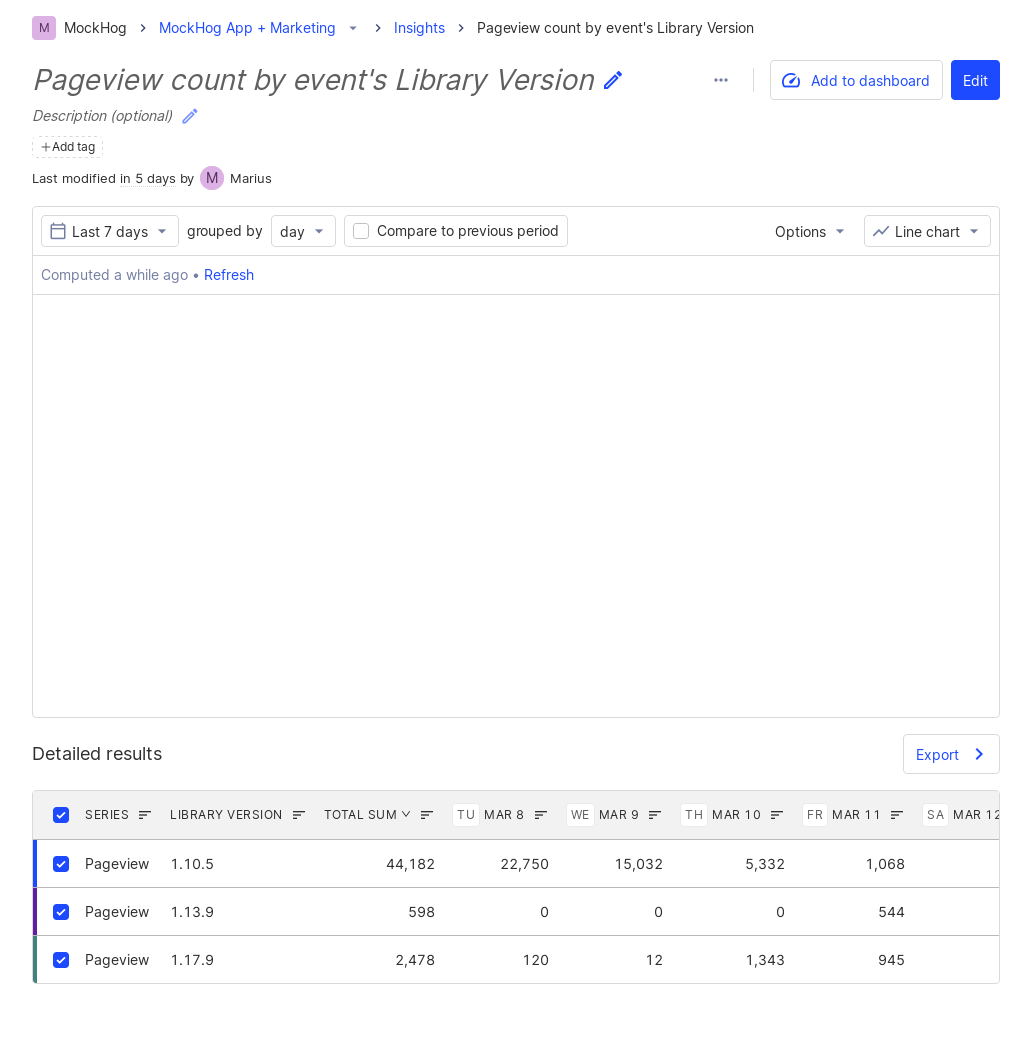 M MockHog MockHog App + Marketing Insights Pageview count by event's Library Version
Pageview count by event's Library Version
Add to dashboard
Edit
Description (optional)
Add tag
Last modified in 5 days by M Marius
Last 7 days grouped by day Compare to previous period Options Line chart
Computed a while ago • Refresh
Detailed results
Export
SERIES LIBRARY VERSION TOTAL SUM TU MAR 8 WE MAR 9 TH MAR 10 FR MAR 11 SA MAR 12
Pageview 1.10.5 44,182 22,750 15,032 5,332 1,068
Pageview 1.13.9 598 0 0 0 544
Pageview 1.17.9 2,478 120 12 1,343 945